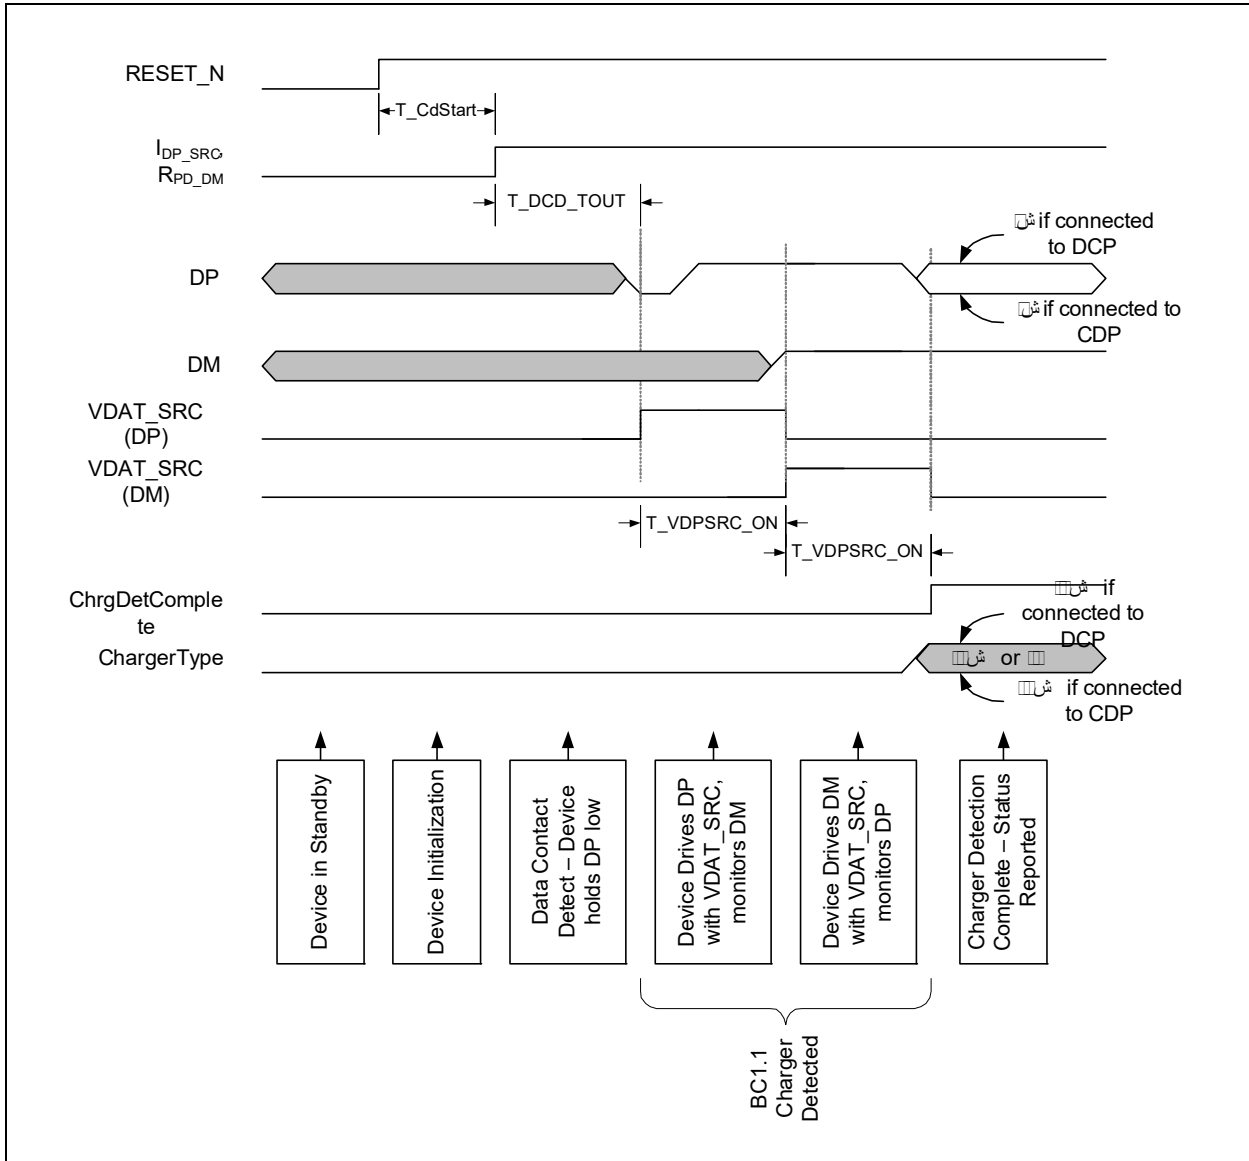 RESET_N
T_CdStart
IDP_SRC,
RPD_DM
T_DCD_TOUT
if connected
to DCP
DP
if connected to
CDP
DM
VDAT_SRC
(DP)
VDAT_SRC
(DM)
T_VDPSRC_ON
T_VDPSRC_ON
ChrgDetComple
te
if
connected to
DCP
ChargerType
or
if connected
to CDP
Device in Standby
Device Initialization
Data Contact
Detect – Device
holds DP low
Device Drives DP
with VDAT_SRC,
monitors DM
Device Drives DM
with VDAT_SRC,
monitors DP
Charger Detection
Complete – Status
Reported
BC1.1
Charger
Detected